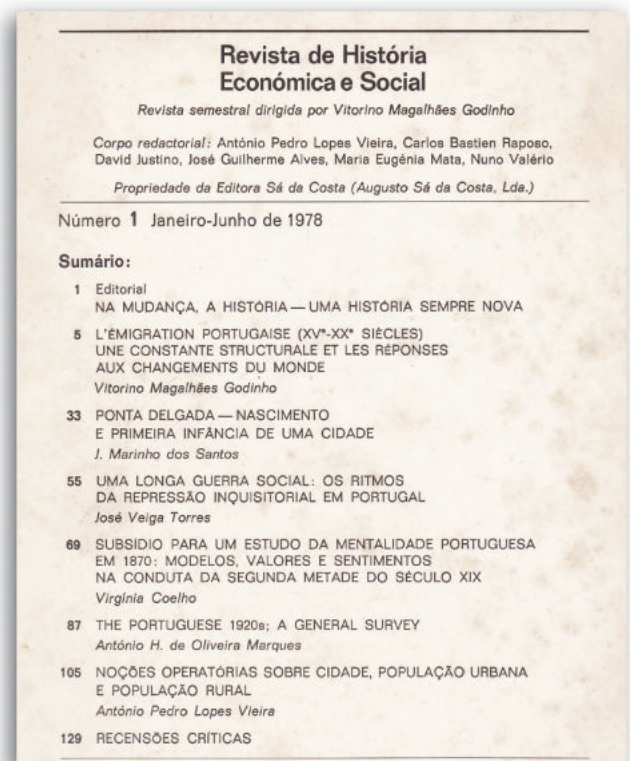 Revista de História
Económica e Social
Revista semestral dirigida por Vitorino Magalhães Godinho
Corpo redactorial: António Pedro Lopes Vieira, Carlos Bastien Raposo,
David Justino, José Guilherme Alves, Maria Eugénia Mata, Nuno Valério
Propriedade da Editora Sá da Costa (Augusto Sá da Costa, Lda.)
Número 1 Janeiro-Junho de 1978
Sumário:
1 Editorial
NA MUDANÇA, A HISTÓRIA — UMA HISTÓRIA SEMPRE NOVA
5 L'ÉMIGRATION PORTUGAISE (XVᵉ-XXᵉ SIÈCLES)
UNE CONSTANTE STRUCTURALE ET LES RÉPONSES
AUX CHANGEMENTS DU MONDE
Vitorino Magalhães Godinho
33 PONTA DELGADA — NASCIMENTO
E PRIMEIRA INFÂNCIA DE UMA CIDADE
J. Marinho dos Santos
55 UMA LONGA GUERRA SOCIAL: OS RITMOS
DA REPRESSÃO INQUISITORIAL EM PORTUGAL
José Veiga Torres
69 SUBSÍDIO PARA UM ESTUDO DA MENTALIDADE PORTUGUESA
EM 1870: MODELOS, VALORES E SENTIMENTOS
NA CONDUTA DA SEGUNDA METADE DO SÉCULO XIX
Virgínia Coelho
87 THE PORTUGUESE 1920s; A GENERAL SURVEY
António H. de Oliveira Marques
105 NOÇÕES OPERATÓRIAS SOBRE CIDADE, POPULAÇÃO URBANA
E POPULAÇÃO RURAL
António Pedro Lopes Vieira
129 RECENSÕES CRÍTICAS